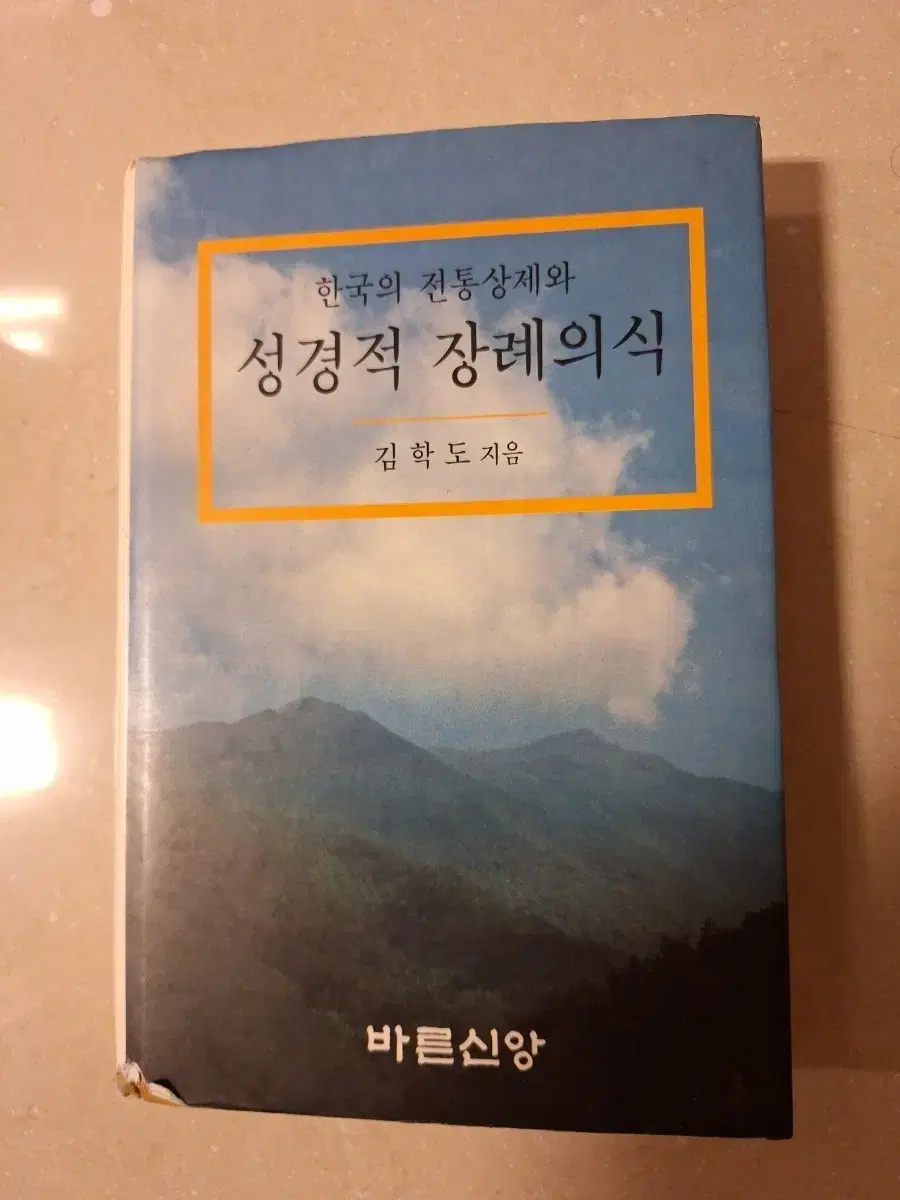 한국의 전통상제와
성경적 장례의식
김학도 지음
바른신앙